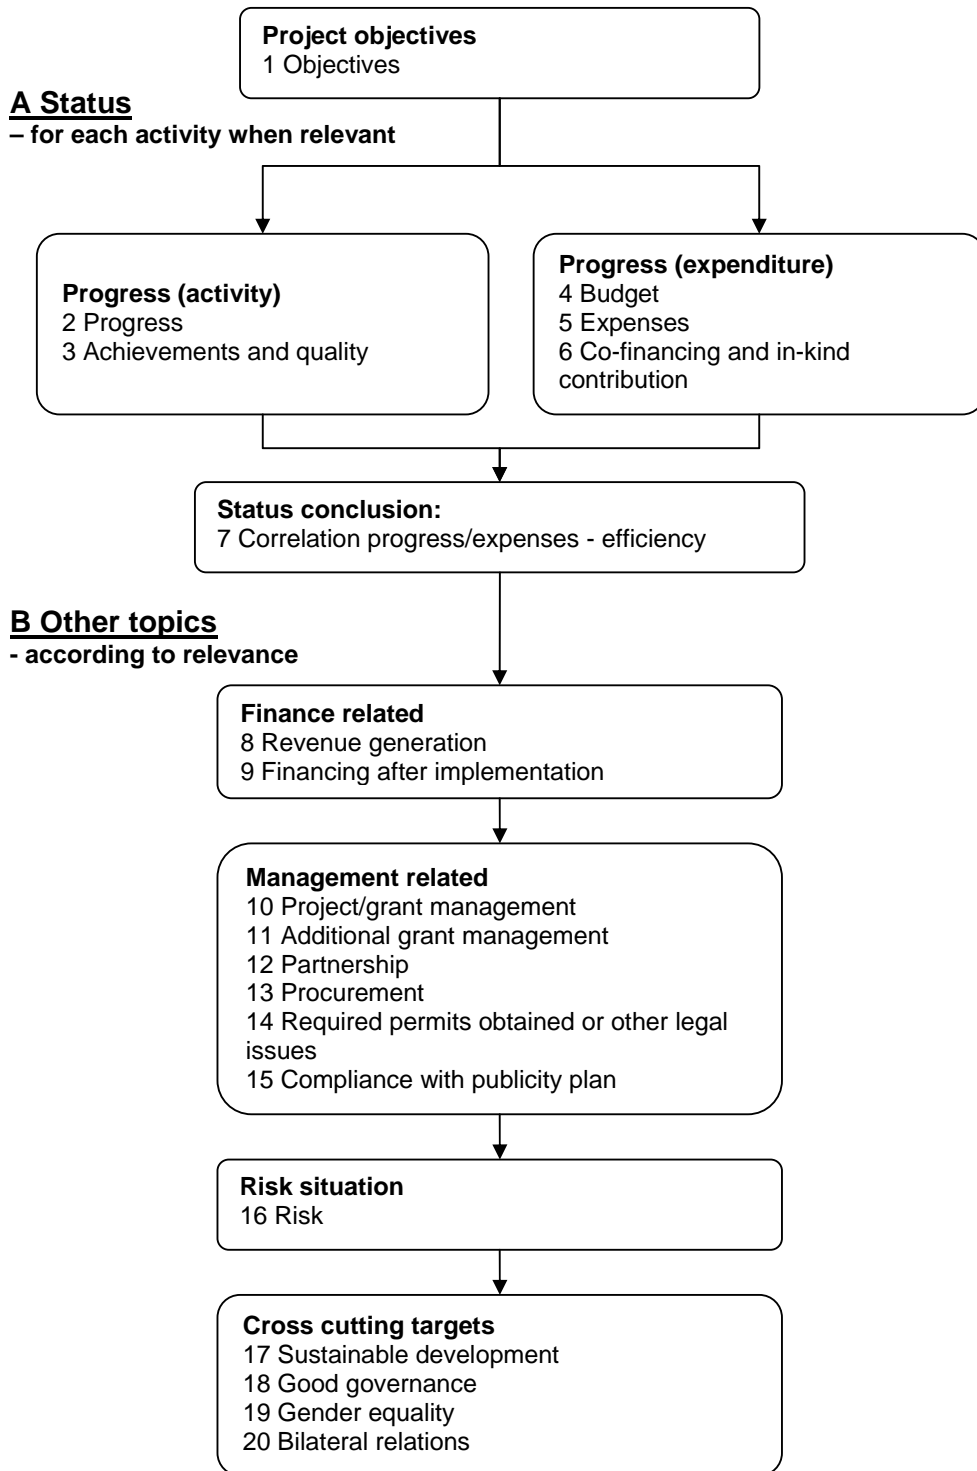 Project objectives
1 Objectives
A Status
– for each activity when relevant
Progress (activity)
2 Progress
3 Achievements and quality
Progress (expenditure)
4 Budget
5 Expenses
6 Co-financing and in-kind
contribution
Status conclusion:
7 Correlation progress/expenses - efficiency
B Other topics
- according to relevance
Finance related
8 Revenue generation
9 Financing after implementation
Management related
10 Project/grant management
11 Additional grant management
12 Partnership
13 Procurement
14 Required permits obtained or other legal
issues
15 Compliance with publicity plan
Risk situation
16 Risk
Cross cutting targets
17 Sustainable development
18 Good governance
19 Gender equality
20 Bilateral relations